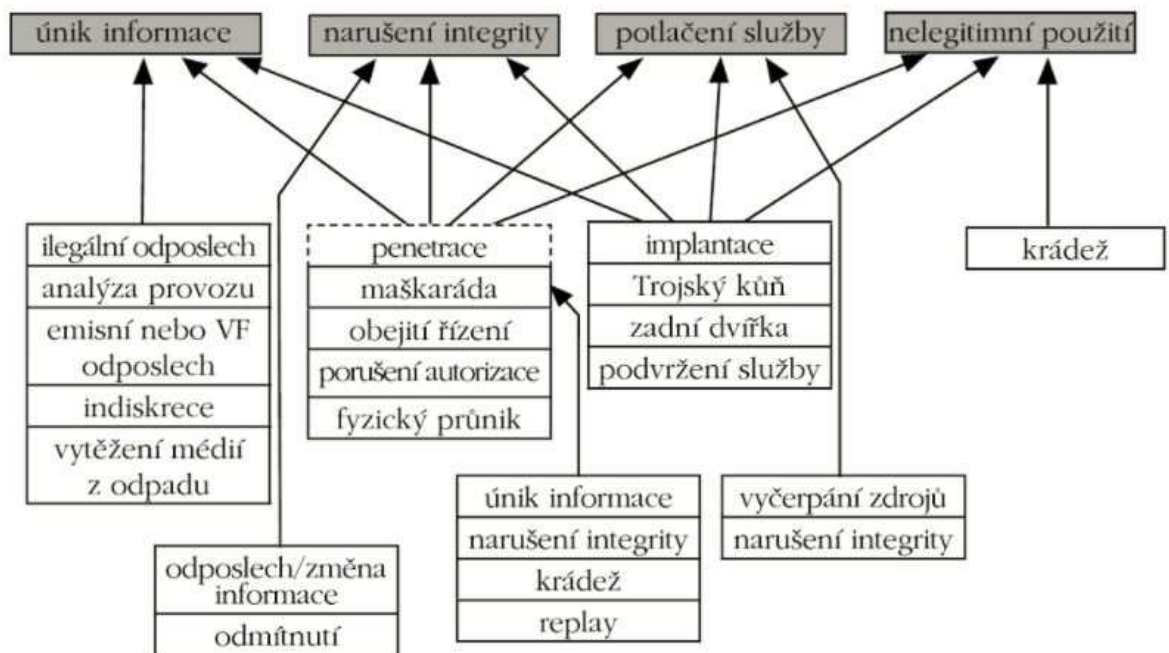 únik informace
narušení integrity
potlačení služby
nelegitimní použití
ilegální odposlech
analýza provozu
emisní nebo VF
odposlech
indiskrece
vytěžení médií
z odpadu
penetrace
maškaráda
obejití řízení
porušení autorizace
fyzický průnik
implantace
Trojský kůň
zadní dvířka
podvržení služby
krádež
odposlech/změna
informace
odmítnutí
únik informace
narušení integrity
krádež
replay
vyčerpání zdrojů
narušení integrity